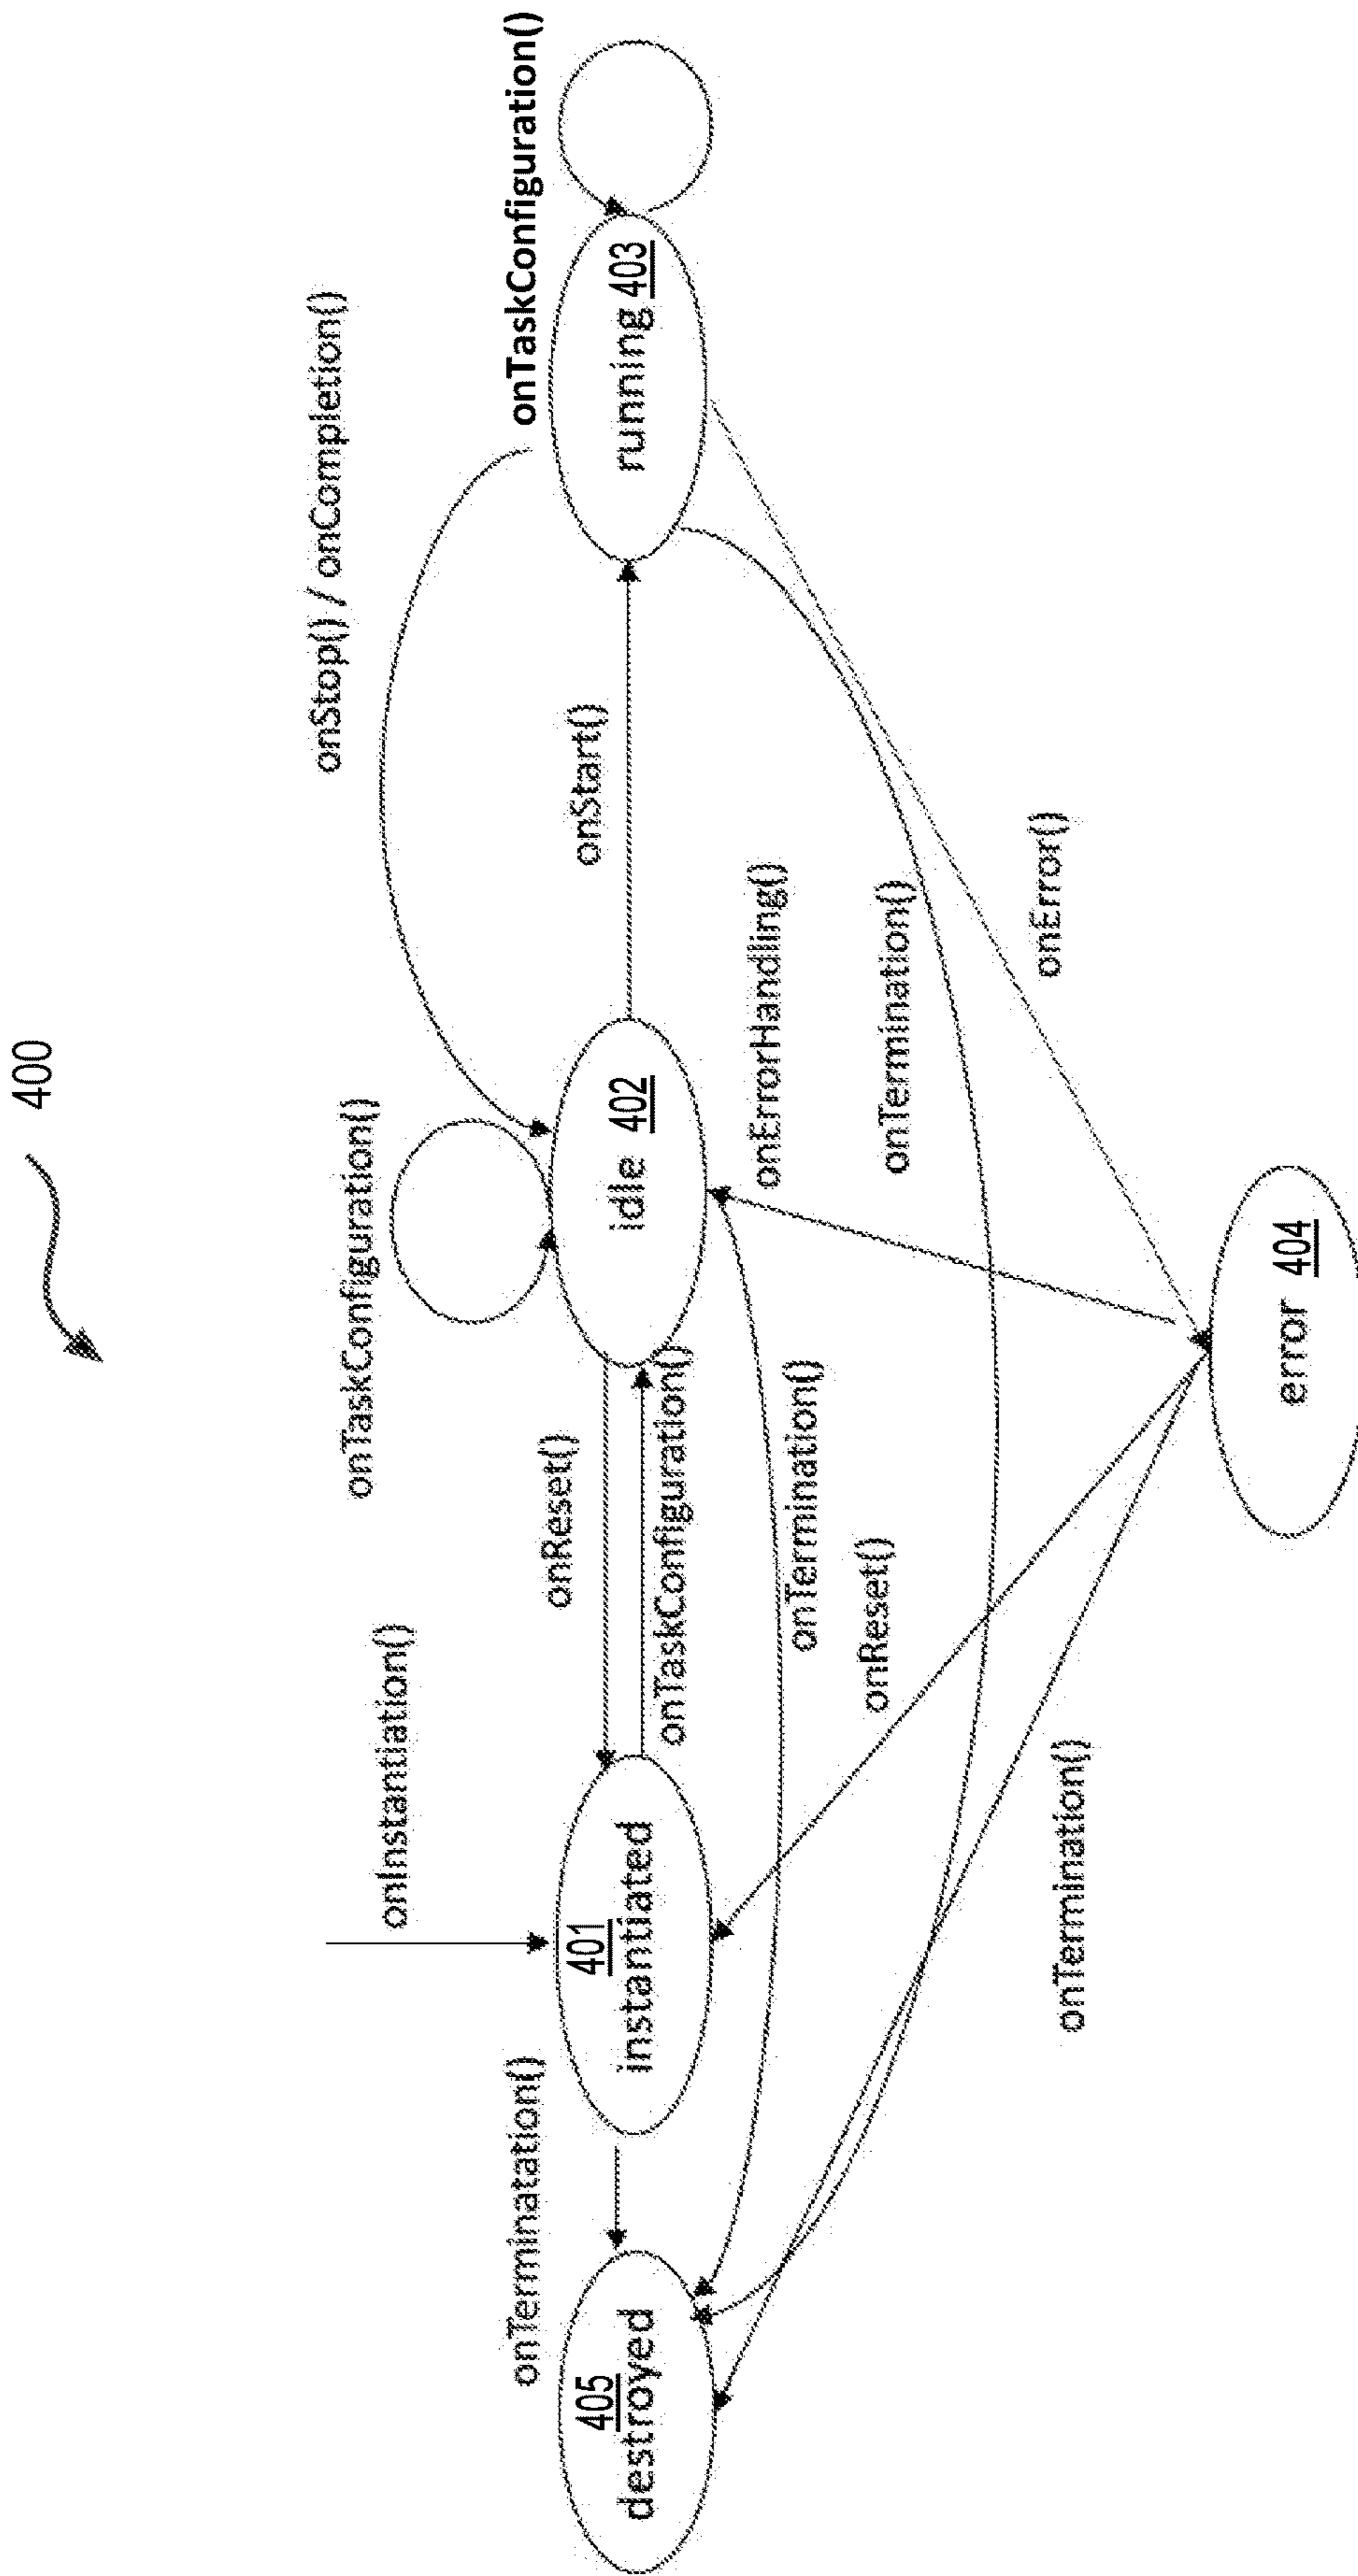 400
onTaskConfiguration()
onStop() / onCompletion()
onTaskConfiguration()
onInstantiation()
onStart()
onReset()
onTerminatation()
running 403
idle 402
401
instantiated
405
destroyed
onTaskConfiguration()
onErrorHandling()
onTermination()
onTermination()
onReset()
onError()
onTermination()
error 404